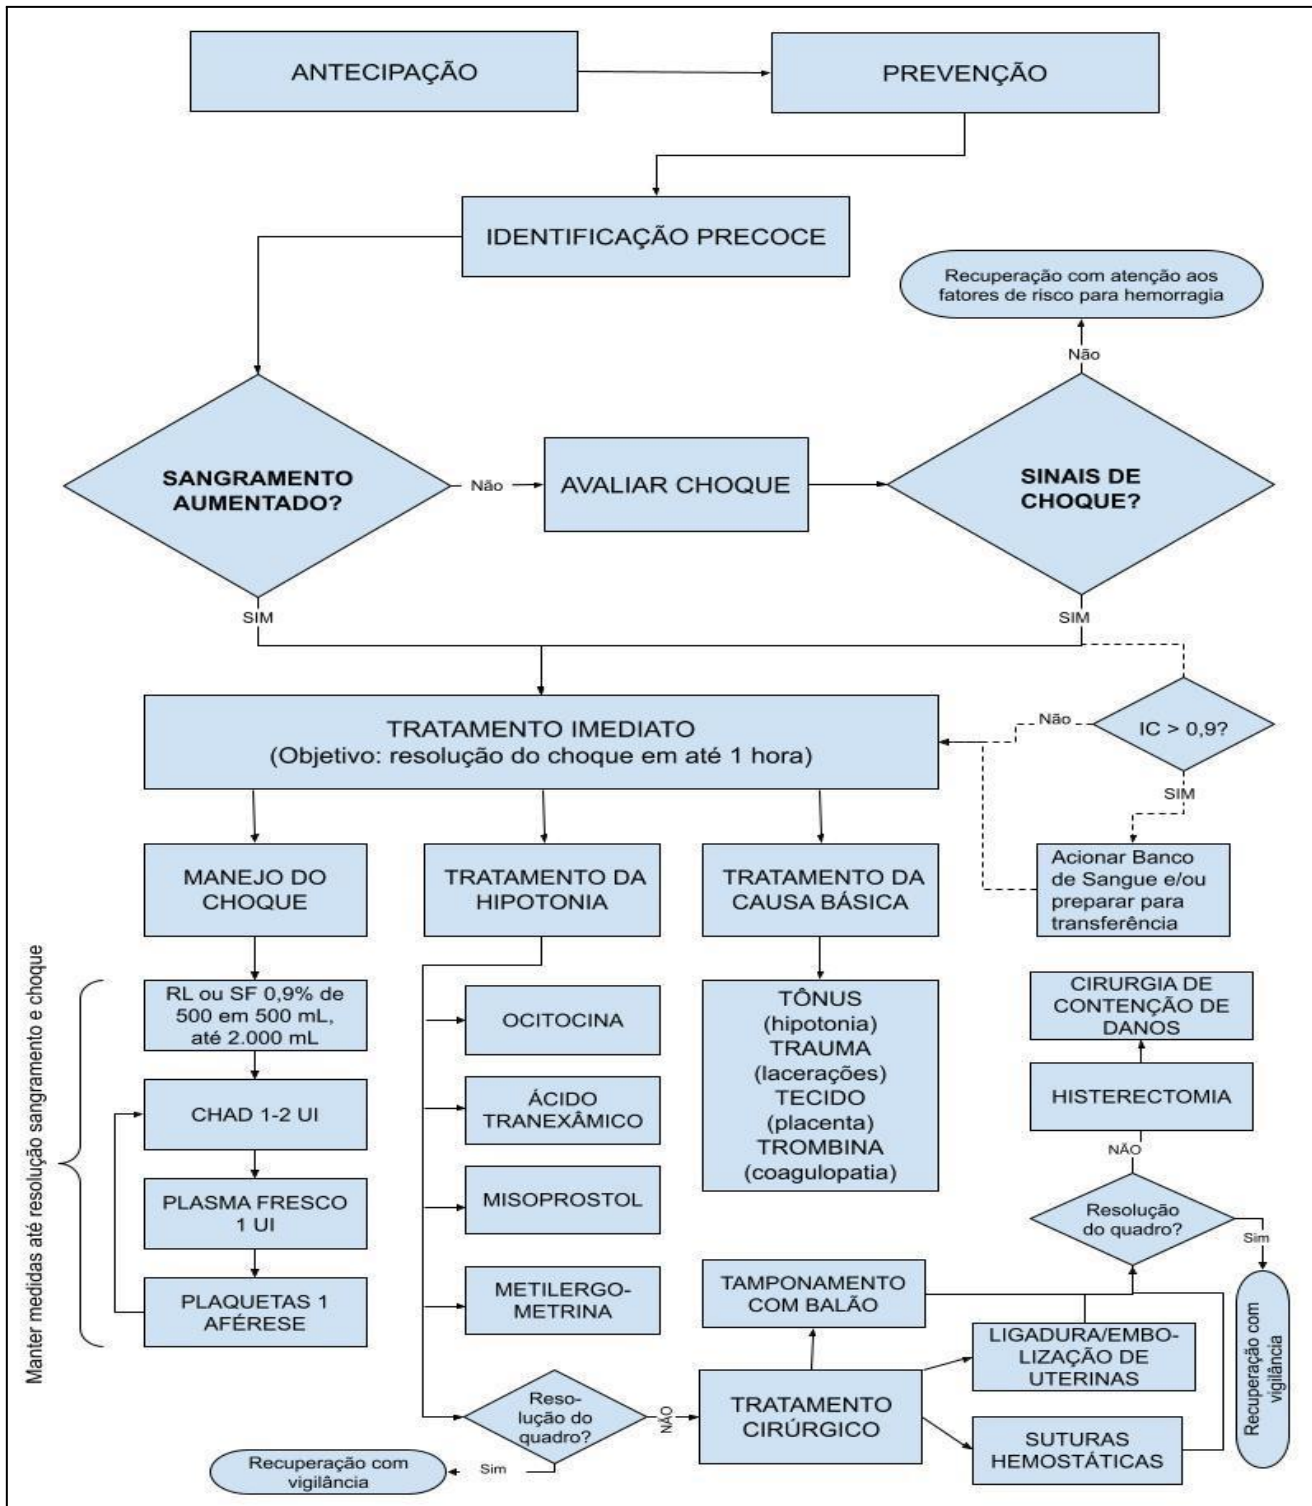 ANTECIPAÇÃO
PREVENÇÃO
IDENTIFICAÇÃO PRECOCE
Recuperação com atenção aos
fatores de risco para hemorragia
Não
SANGRAMENTO
AUMENTADO?
Não
AVALIAR CHOQUE
SINAIS DE
CHOQUE?
SIM
SIM
TRATAMENTO IMEDIATO
(Objetivo: resolução do choque em até 1 hora)
Não
IC > 0,9?
SIM
MANEJO DO
CHOQUE
TRATAMENTO DA
HIPOTONIA
TRATAMENTO DA
CAUSA BÁSICA
Acionar Banco
de Sangue e/ou
preparar para
transferência
Manter medidas até resolução sangramento e choque
RL ou SF 0,9% de
500 em 500 mL,
até 2.000 mL
CHAD 1-2 UI
PLASMA FRESCO
1 UI
PLAQUETAS 1
AFÉRESE
OCITOCINA
ÁCIDO
TRANEXÂMICO
MISOPROSTOL
METILERGO-
METRINA
TÔNUS
(hipotonia)
TRAUMA
(lacerações)
TECIDO
(placenta)
TROMBINA
(coagulopatia)
CIRURGIA DE
CONTENÇÃO DE
DANOS
HISTERECTOMIA
NÃO
Resolução
do quadro?
Sim
Recuperação com
vigilância
TAMPONAMENTO
COM BALÃO
LIGADURA/EMBO-
LIZAÇÃO DE
UTERINAS
SUTURAS
HEMOSTÁTICAS
TRATAMENTO
CIRÚRGICO
NÃO
Reso-
lução do
quadro?
Sim
Recuperação com
vigilância